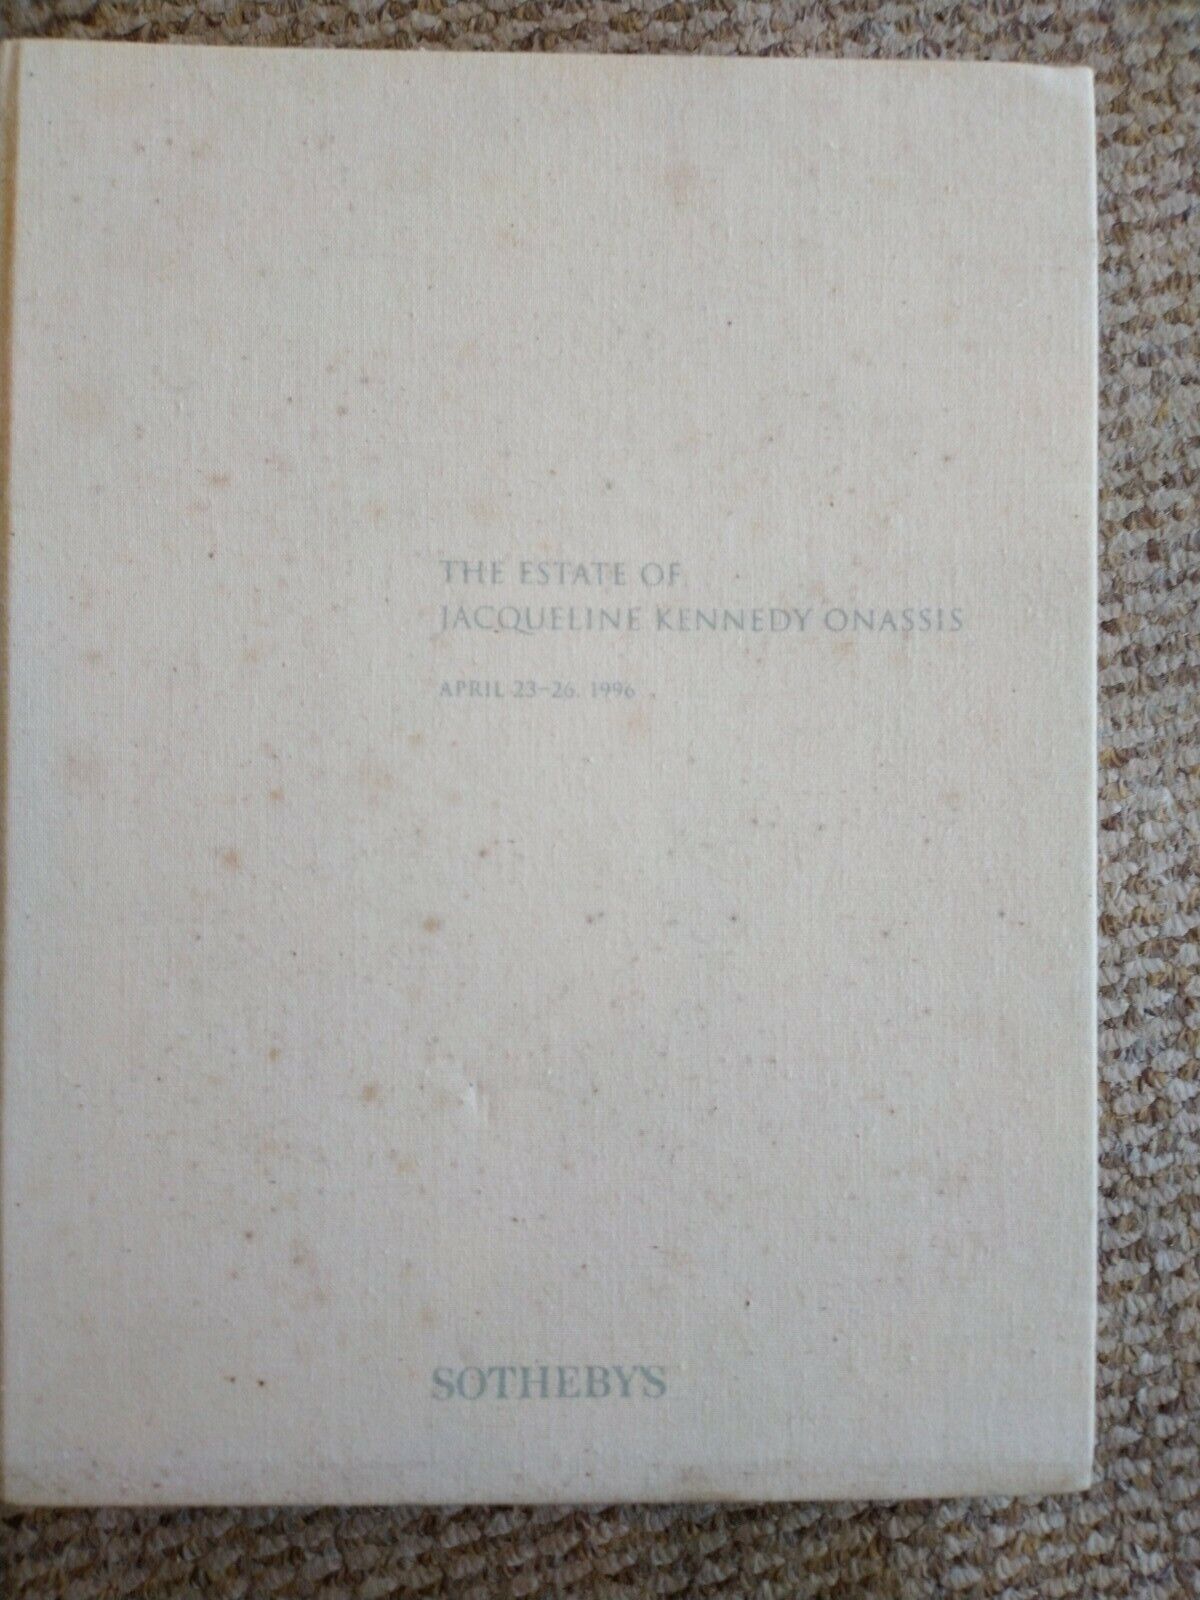 THE ESTATE OF
JACQUELINE KENNEDY ONASSIS
APRIL 23-26, 1996
SOTHEBY'S